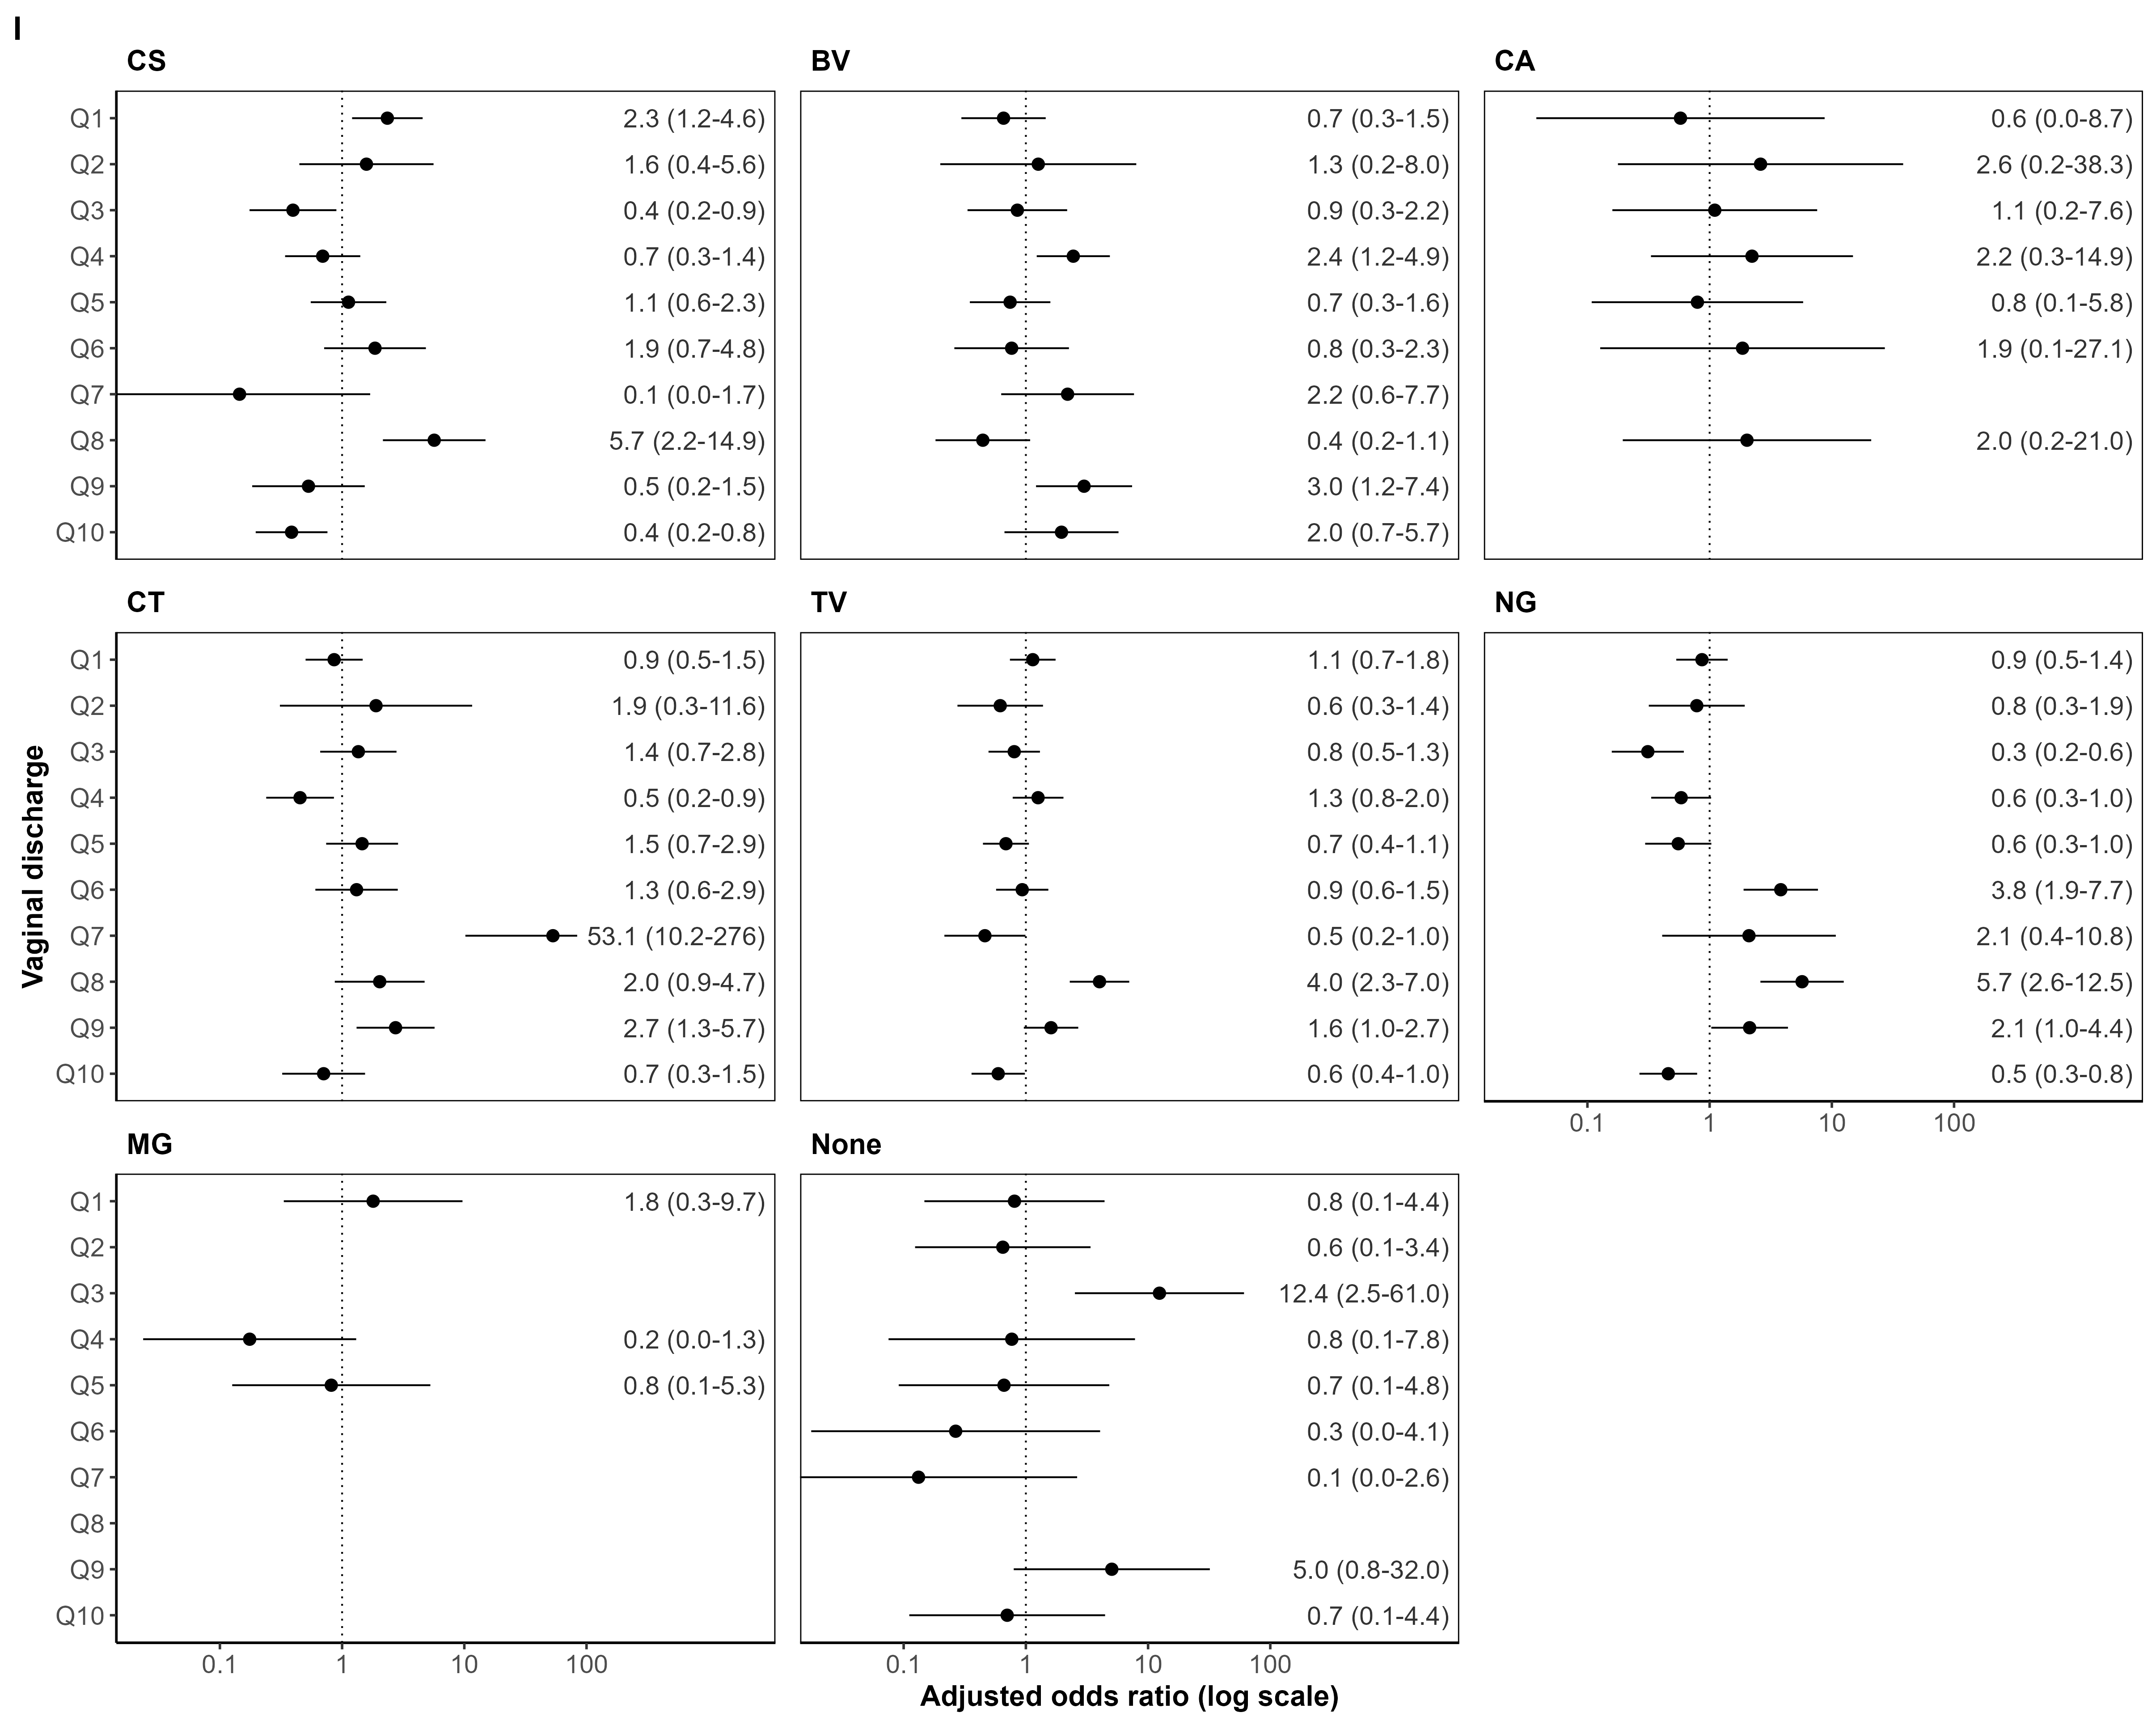 I
CS
BV
CA
Q1
2.3 (1.2-4.6)
0.7 (0.3-1.5)
0.6 (0.0-8.7)
Q2
1.6 (0.4-5.6)
1.3 (0.2-8.0)
2.6 (0.2-38.3)
Q3
0.4 (0.2-0.9)
0.9 (0.3-2.2)
1.1 (0.2-7.6)
Q4
0.7 (0.3-1.4)
2.4 (1.2-4.9)
2.2 (0.3-14.9)
Q5
1.1 (0.6-2.3)
0.7 (0.3-1.6)
0.8 (0.1-5.8)
Q6
1.9 (0.7-4.8)
0.8 (0.3-2.3)
1.9 (0.1-27.1)
Q7
0.1 (0.0-1.7)
2.2 (0.6-7.7)
Q8
5.7 (2.2-14.9)
0.4 (0.2-1.1)
2.0 (0.2-21.0)
Q9
0.5 (0.2-1.5)
3.0 (1.2-7.4)
Q10
0.4 (0.2-0.8)
2.0 (0.7-5.7)
CT
TV
NG
Q1
0.9 (0.5-1.5)
1.1 (0.7-1.8)
0.9 (0.5-1.4)
Q2
1.9 (0.3-11.6)
0.6 (0.3-1.4)
0.8 (0.3-1.9)
Q3
1.4 (0.7-2.8)
0.8 (0.5-1.3)
0.3 (0.2-0.6)
Q4
0.5 (0.2-0.9)
1.3 (0.8-2.0)
0.6 (0.3-1.0)
Q5
1.5 (0.7-2.9)
0.7 (0.4-1.1)
0.6 (0.3-1.0)
Q6
1.3 (0.6-2.9)
0.9 (0.6-1.5)
3.8 (1.9-7.7)
Q7
53.1 (10.2-276)
0.5 (0.2-1.0)
2.1 (0.4-10.8)
Q8
2.0 (0.9-4.7)
4.0 (2.3-7.0)
5.7 (2.6-12.5)
Q9
2.7 (1.3-5.7)
1.6 (1.0-2.7)
2.1 (1.0-4.4)
Q10
0.7 (0.3-1.5)
0.6 (0.4-1.0)
0.5 (0.3-0.8)
0.1
1
10
100
Vaginal discharge
MG
None
Q1
1.8 (0.3-9.7)
0.8 (0.1-4.4)
Q2
0.6 (0.1-3.4)
Q3
12.4 (2.5-61.0)
Q4
0.2 (0.0-1.3)
0.8 (0.1-7.8)
Q5
0.8 (0.1-5.3)
0.7 (0.1-4.8)
Q6
0.3 (0.0-4.1)
Q7
0.1 (0.0-2.6)
Q8
Q9
5.0 (0.8-32.0)
Q10
0.7 (0.1-4.4)
0.1
1
10
100
0.1
1
10
100
Adjusted odds ratio (log scale)